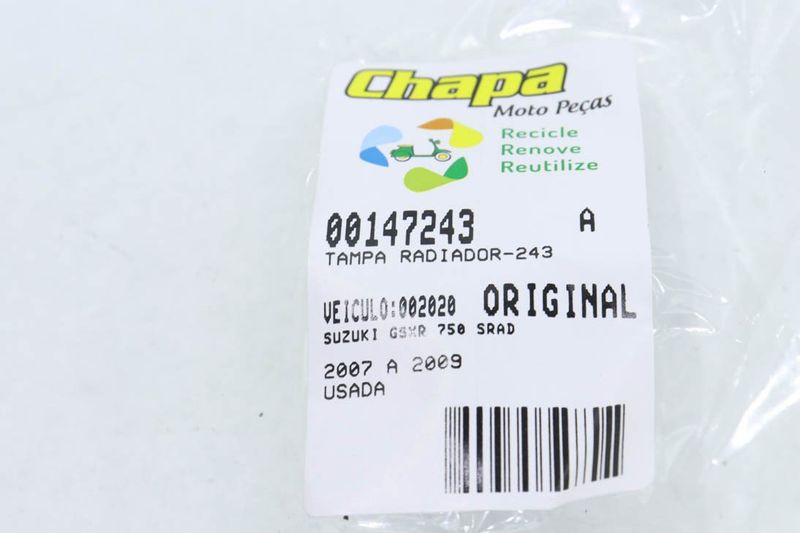 Chapa
Moto Peças
Recicle
Renove
Reutilize
00147243 A
TAMPA RADIADOR-243
VEICULO:002020 ORIGINAL
SUZUKI GSXR 750 SRAD
2007 A 2009
USADA